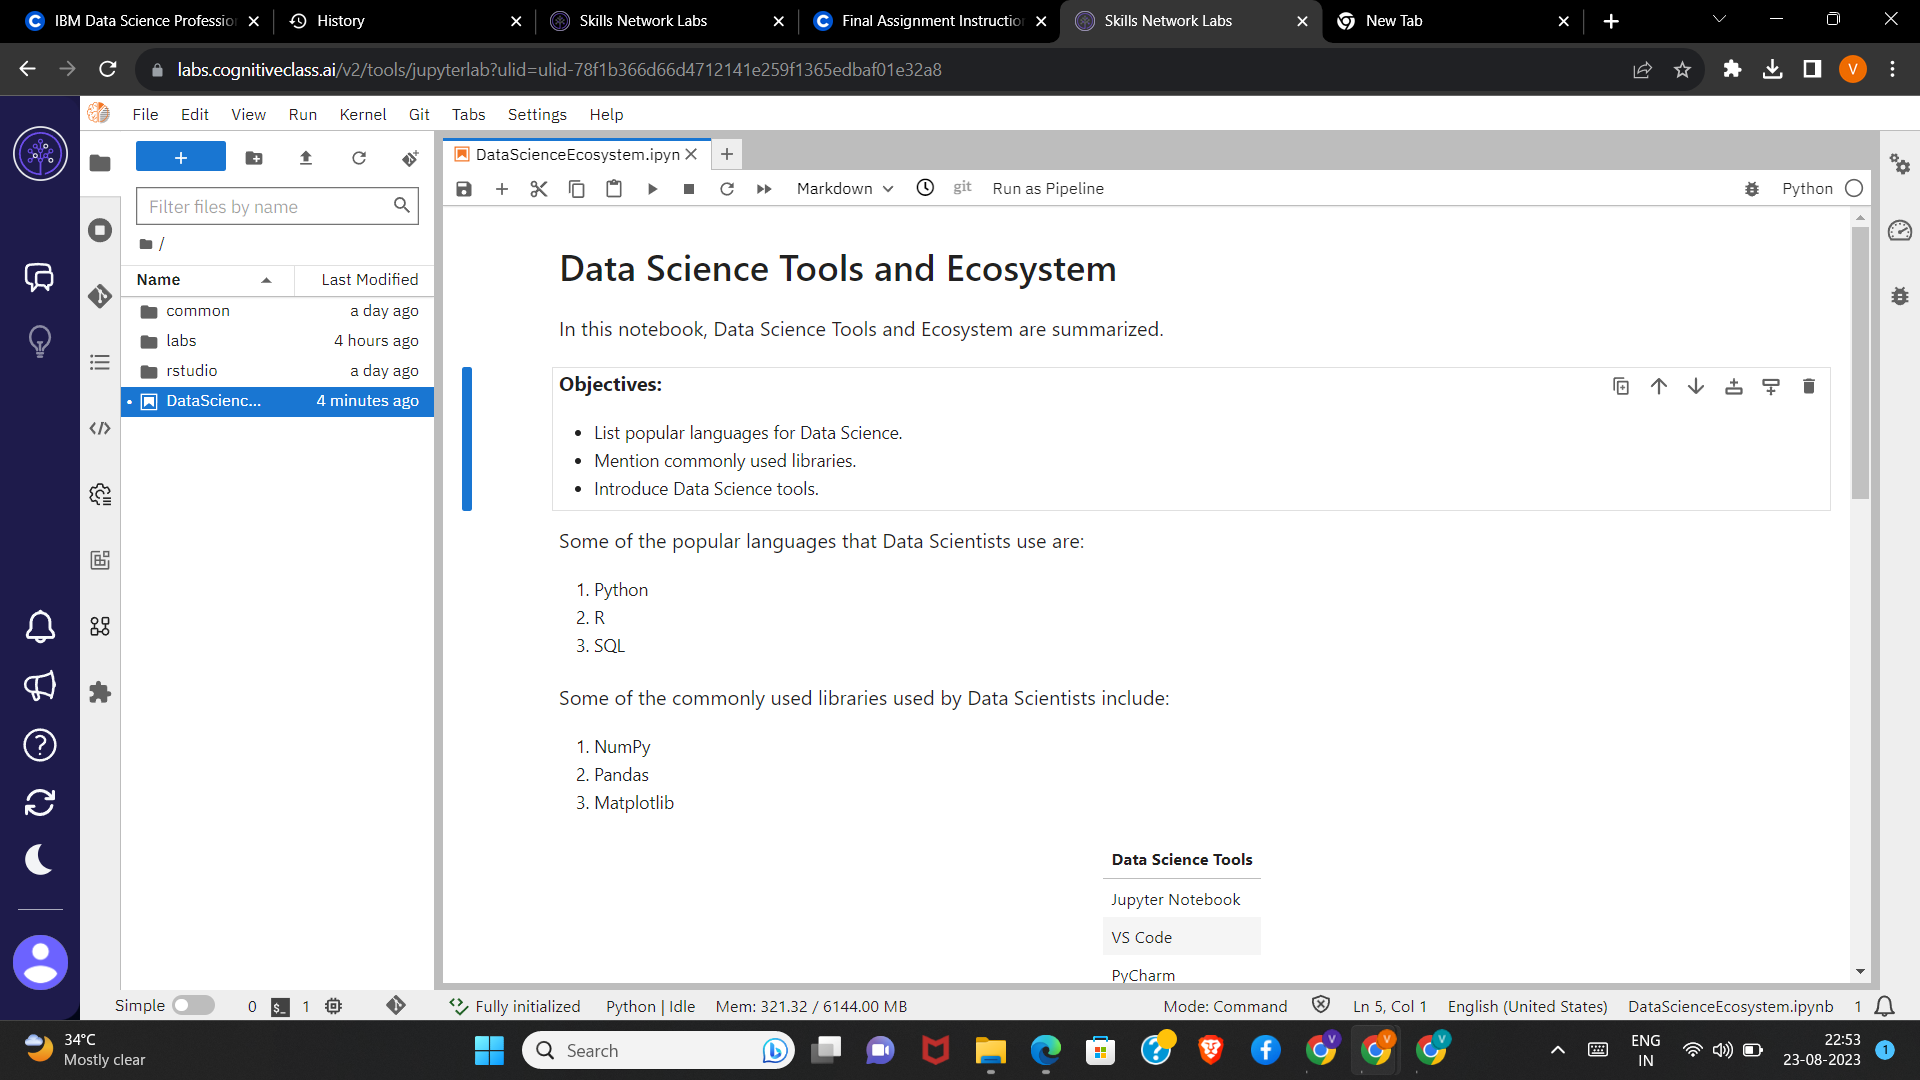 IBM Data Science Professio
History
Skills Network Labs
Final Assignment Instructio
Skills Network Labs
New Tab
labs.cognitiveclass.ai/v2/tools/jupyterlab?ulid=ulid-78f1b366d66d4712141e259f1365edbaf01e32a8
V
File Edit View Run Kernel Git Tabs Settings Help
DataScienceEcosystem.ipyn
Markdown
git
Run as Pipeline
Python
Filter files by name
/
Name Last Modified
common a day ago
labs 4 hours ago
rstudio a day ago
DataScienc... 4 minutes ago
Data Science Tools and Ecosystem
In this notebook, Data Science Tools and Ecosystem are summarized.
Objectives:
• List popular languages for Data Science.
• Mention commonly used libraries.
• Introduce Data Science tools.
Some of the popular languages that Data Scientists use are:
1. Python
2. R
3. SQL
Some of the commonly used libraries used by Data Scientists include:
1. NumPy
2. Pandas
3. Matplotlib
Data Science Tools
Jupyter Notebook
VS Code
PyCharm
Simple 0 $_ 1 Fully initialized Python | Idle Mem: 321.32 / 6144.00 MB Mode: Command Ln 5, Col 1 English (United States) DataScienceEcosystem.ipynb 1
34°C
Mostly clear
Search
V
V
V
ENG
IN
22:53
23-08-2023
1